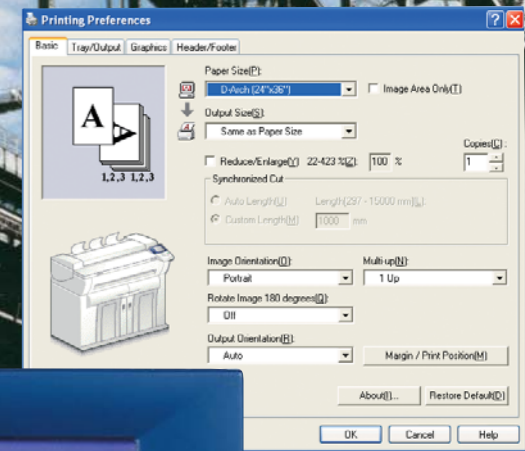 Printing Preferences
Basic Tray/Output Graphics Header/Footer
Paper Size(P):
D-Arch (24"x36")
Image Area Only(T)
Output Size(S):
Same as Paper Size
Copies(C):
Reduce/Enlarge(Y) 22-423 %(Z): 100 % 1
A A
1,2,3 1,2,3
Synchronized Cut
Auto Length(U) Length(297 - 15000 mm)(L):
Custom Length(M) 1000 mm
Image Orientation(O): Multi-up(N):
Portrait 1 Up
Rotate Image 180 degrees(Q):
Off
Output Orientation(R):
Auto Margin / Print Position(M)
About(I)... Restore Default(D)
OK Cancel Help